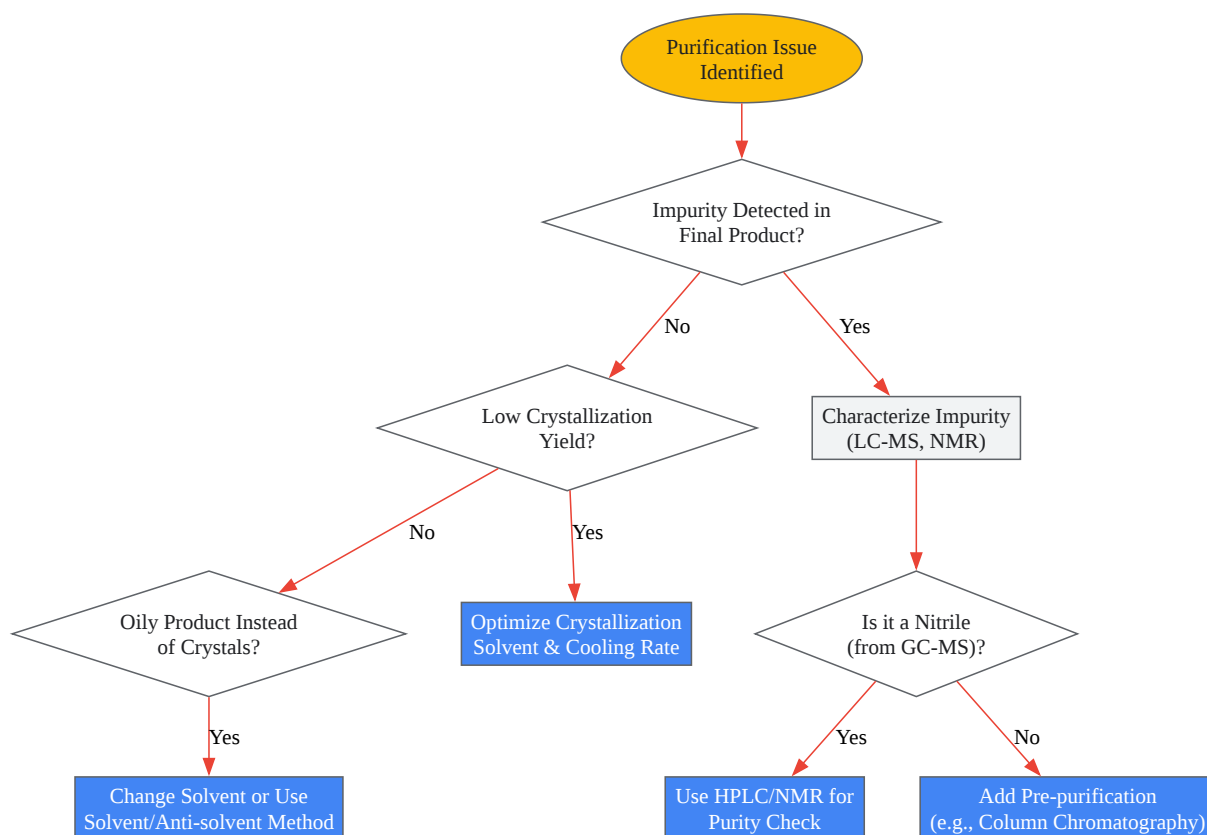 Purification Issue
Identified
Impurity Detected in
Final Product?
No
Yes
Low Crystallization
Yield?
Characterize Impurity
(LC-MS, NMR)
No
Yes
Oily Product Instead
of Crystals?
Optimize Crystallization
Solvent & Cooling Rate
Is it a Nitrile
(from GC-MS)?
Yes
Yes
No
Change Solvent or Use
Solvent/Anti-solvent Method
Use HPLC/NMR for
Purity Check
Add Pre-purification
(e.g., Column Chromatography)